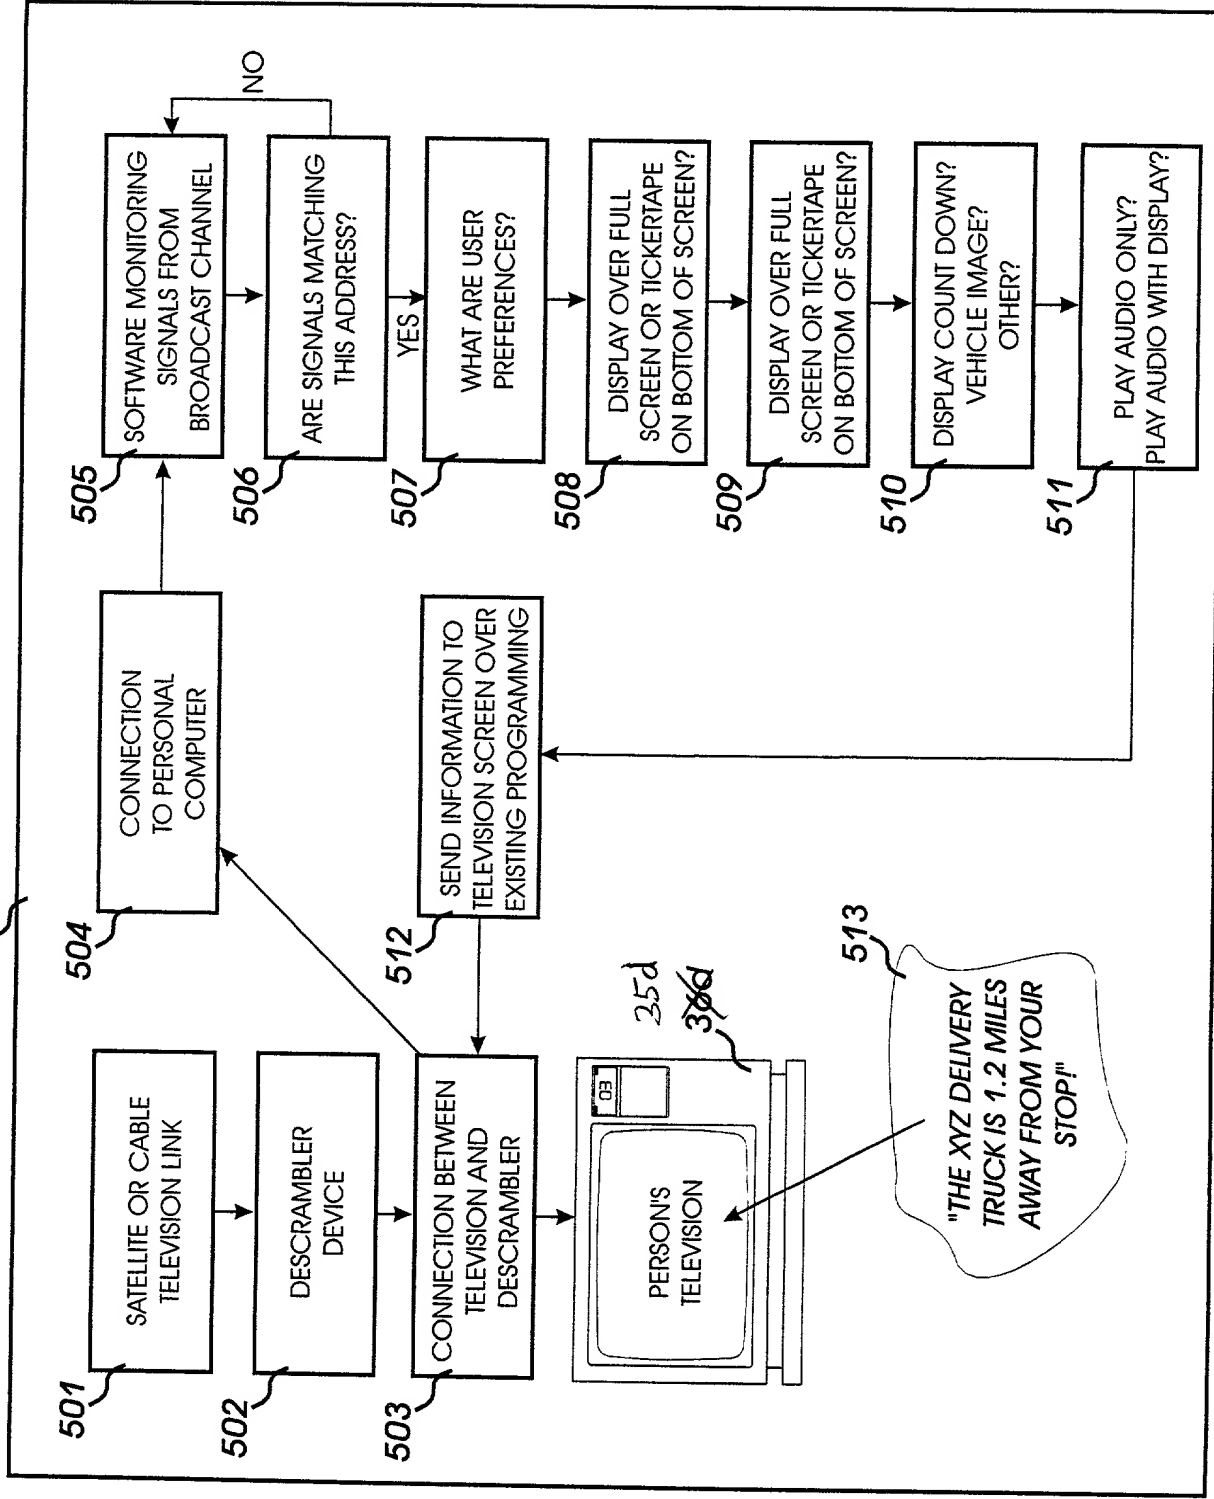 501
SATELLITE OR CABLE
TELEVISION LINK
502
DESCRAMBLER
DEVICE
503
CONNECTION BETWEEN
TELEVISION AND
DESCRAMBLER
PERSON'S
TELEVISION
03
35d
36d
504
CONNECTION
TO PERSONAL
COMPUTER
505
SOFTWARE MONITORING
SIGNALS FROM
BROADCAST CHANNEL
NO
506
ARE SIGNALS MATCHING
THIS ADDRESS?
YES
507
WHAT ARE USER
PREFERENCES?
508
DISPLAY OVER FULL
SCREEN OR TICKERTAPE
ON BOTTOM OF SCREEN?
509
DISPLAY OVER FULL
SCREEN OR TICKERTAPE
ON BOTTOM OF SCREEN?
510
DISPLAY COUNT DOWN?
VEHICLE IMAGE?
OTHER?
511
PLAY AUDIO ONLY?
PLAY AUDIO WITH DISPLAY?
512
SEND INFORMATION TO
TELEVISION SCREEN OVER
EXISTING PROGRAMMING
513
"THE XYZ DELIVERY
TRUCK IS 1.2 MILES
AWAY FROM YOUR
STOP!"